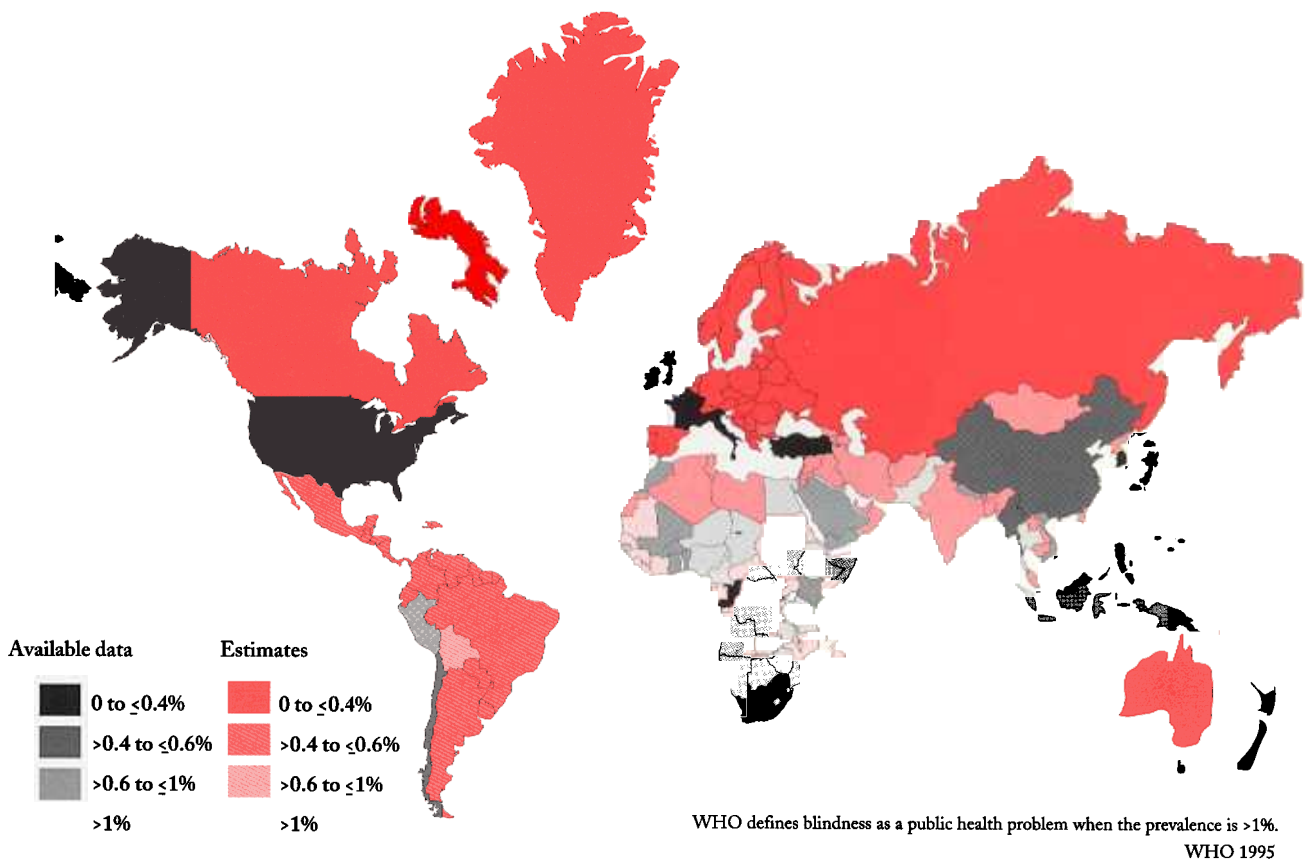 Available data
Estimates
0 to ≤0.4%
0 to ≤0.4%
>0.4 to ≤0.6%
>0.4 to ≤0.6%
>0.6 to ≤1%
>0.6 to ≤1%
>1%
>1%
WHO defines blindness as a public health problem when the prevalence is >1%.
WHO 1995